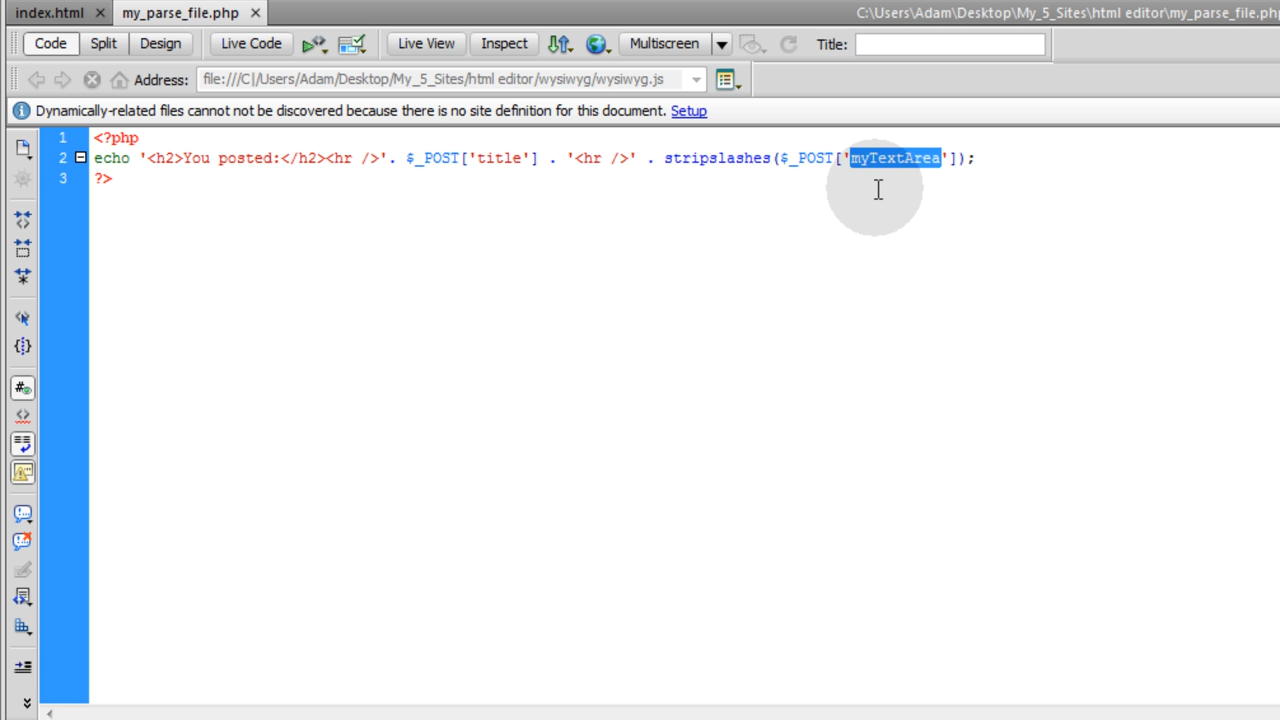 index.html my_parse_file.php C:\Users\Adam\Desktop\My_5_Sites\html editor\my_parse_file.php
Code Split Design Live Code Live View Inspect Multiscreen Title:
Address: file:///C|/Users/Adam/Desktop/My_5_Sites/html editor/wysiwyg/wysiwyg.js
Dynamically-related files cannot be discovered because there is no site definition for this document. Setup
1 <?php
2 echo '<h2>You posted:</h2><hr />'. $_POST['title'] . '<hr />' . stripslashes($_POST['myTextArea']);
3 ?>